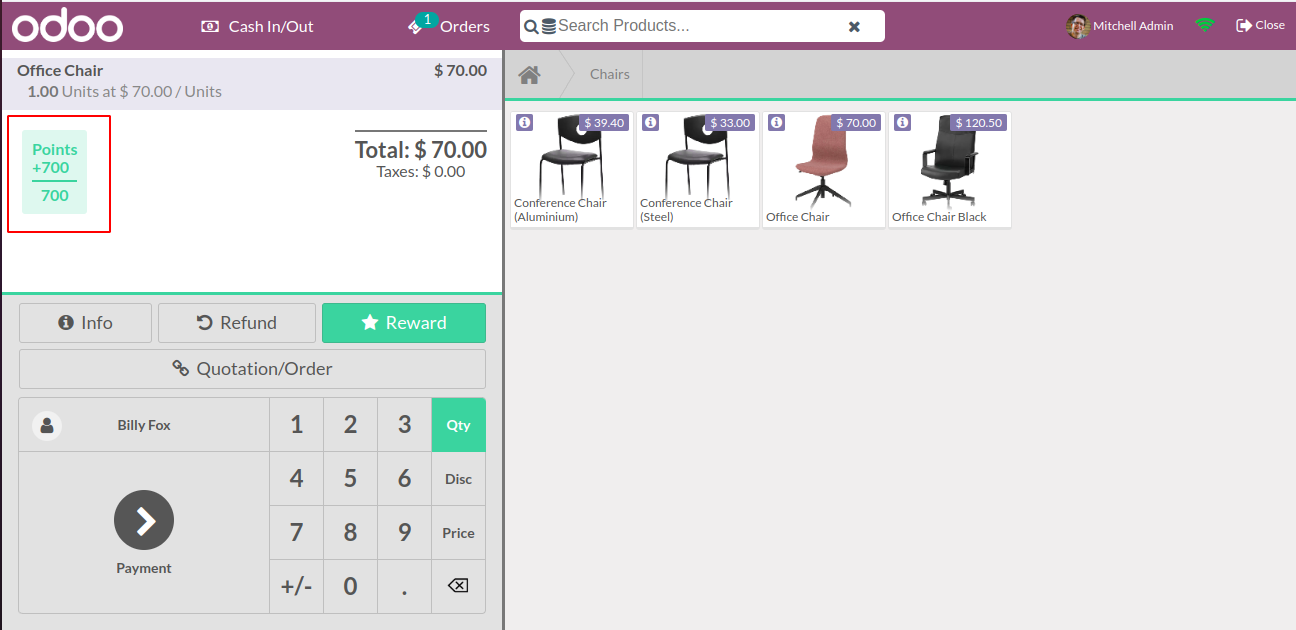 odoo
Cash In/Out
1
Orders
Search Products...
Mitchell Admin
Close
Office Chair
$ 70.00
1.00 Units at $ 70.00 / Units
Points
+700
700
Total: $ 70.00
Taxes: $ 0.00
Chairs
$ 39.40
Conference Chair
(Aluminium)
$ 33.00
Conference Chair
(Steel)
$ 70.00
Office Chair
$ 120.50
Office Chair Black
Info
Refund
Reward
Quotation/Order
Billy Fox
1
2
3
Qty
4
5
6
Disc
7
8
9
Price
+/-
0
.
Payment